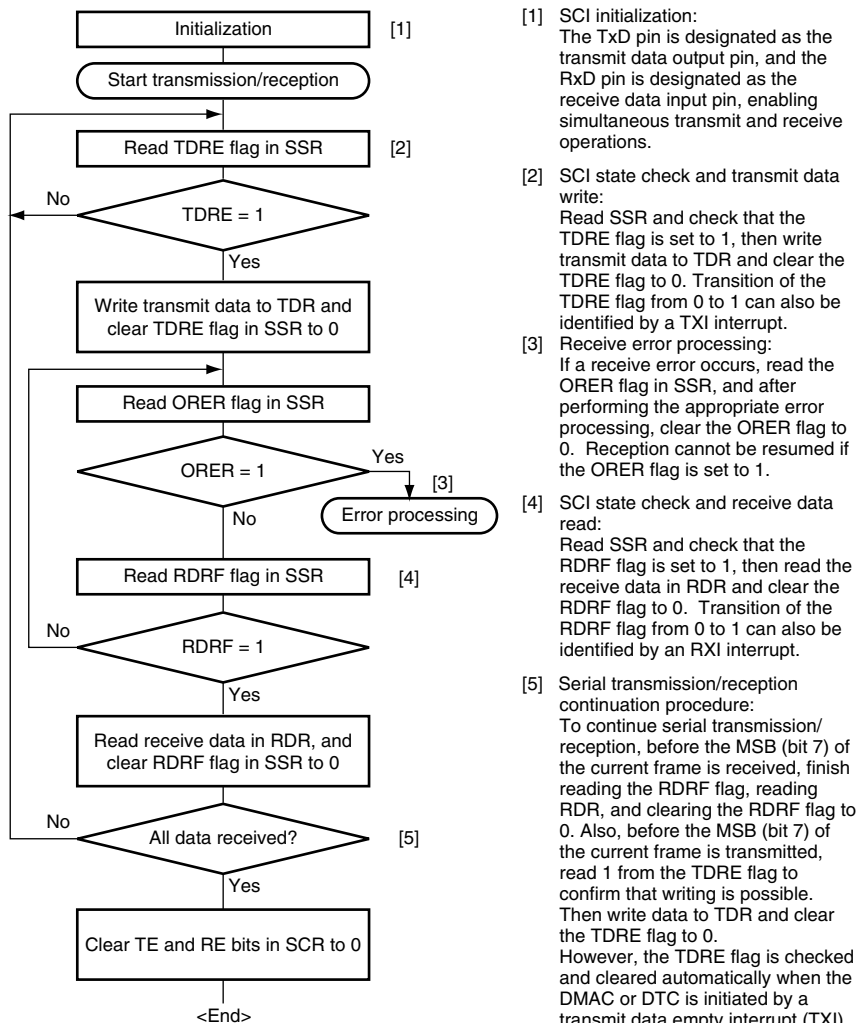 Initialization
[1]
Start transmission/reception
Read TDRE flag in SSR
[2]
No
TDRE = 1
Yes
Write transmit data to TDR and
clear TDRE flag in SSR to 0
Read ORER flag in SSR
ORER = 1
Yes
[3]
No
Error processing
Read RDRF flag in SSR
[4]
No
RDRF = 1
Yes
Read receive data in RDR, and
clear RDRF flag in SSR to 0
No
All data received?
[5]
Yes
Clear TE and RE bits in SCR to 0
<End>
[1] SCI initialization:
The TxD pin is designated as the
transmit data output pin, and the
RxD pin is designated as the
receive data input pin, enabling
simultaneous transmit and receive
operations.
[2] SCI state check and transmit data
write:
Read SSR and check that the
TDRE flag is set to 1, then write
transmit data to TDR and clear the
TDRE flag to 0. Transition of the
TDRE flag from 0 to 1 can also be
identified by a TXI interrupt.
[3] Receive error processing:
If a receive error occurs, read the
ORER flag in SSR, and after
performing the appropriate error
processing, clear the ORER flag to
0. Reception cannot be resumed if
the ORER flag is set to 1.
[4] SCI state check and receive data
read:
Read SSR and check that the
RDRF flag is set to 1, then read the
receive data in RDR and clear the
RDRF flag to 0. Transition of the
RDRF flag from 0 to 1 can also be
identified by an RXI interrupt.
[5] Serial transmission/reception
continuation procedure:
To continue serial transmission/
reception, before the MSB (bit 7) of
the current frame is received, finish
reading the RDRF flag, reading
RDR, and clearing the RDRF flag to
0. Also, before the MSB (bit 7) of
the current frame is transmitted,
read 1 from the TDRE flag to
confirm that writing is possible.
Then write data to TDR and clear
the TDRE flag to 0.
However, the TDRE flag is checked
and cleared automatically when the
DMAC or DTC is initiated by a
transmit data empty interrupt (TXI)